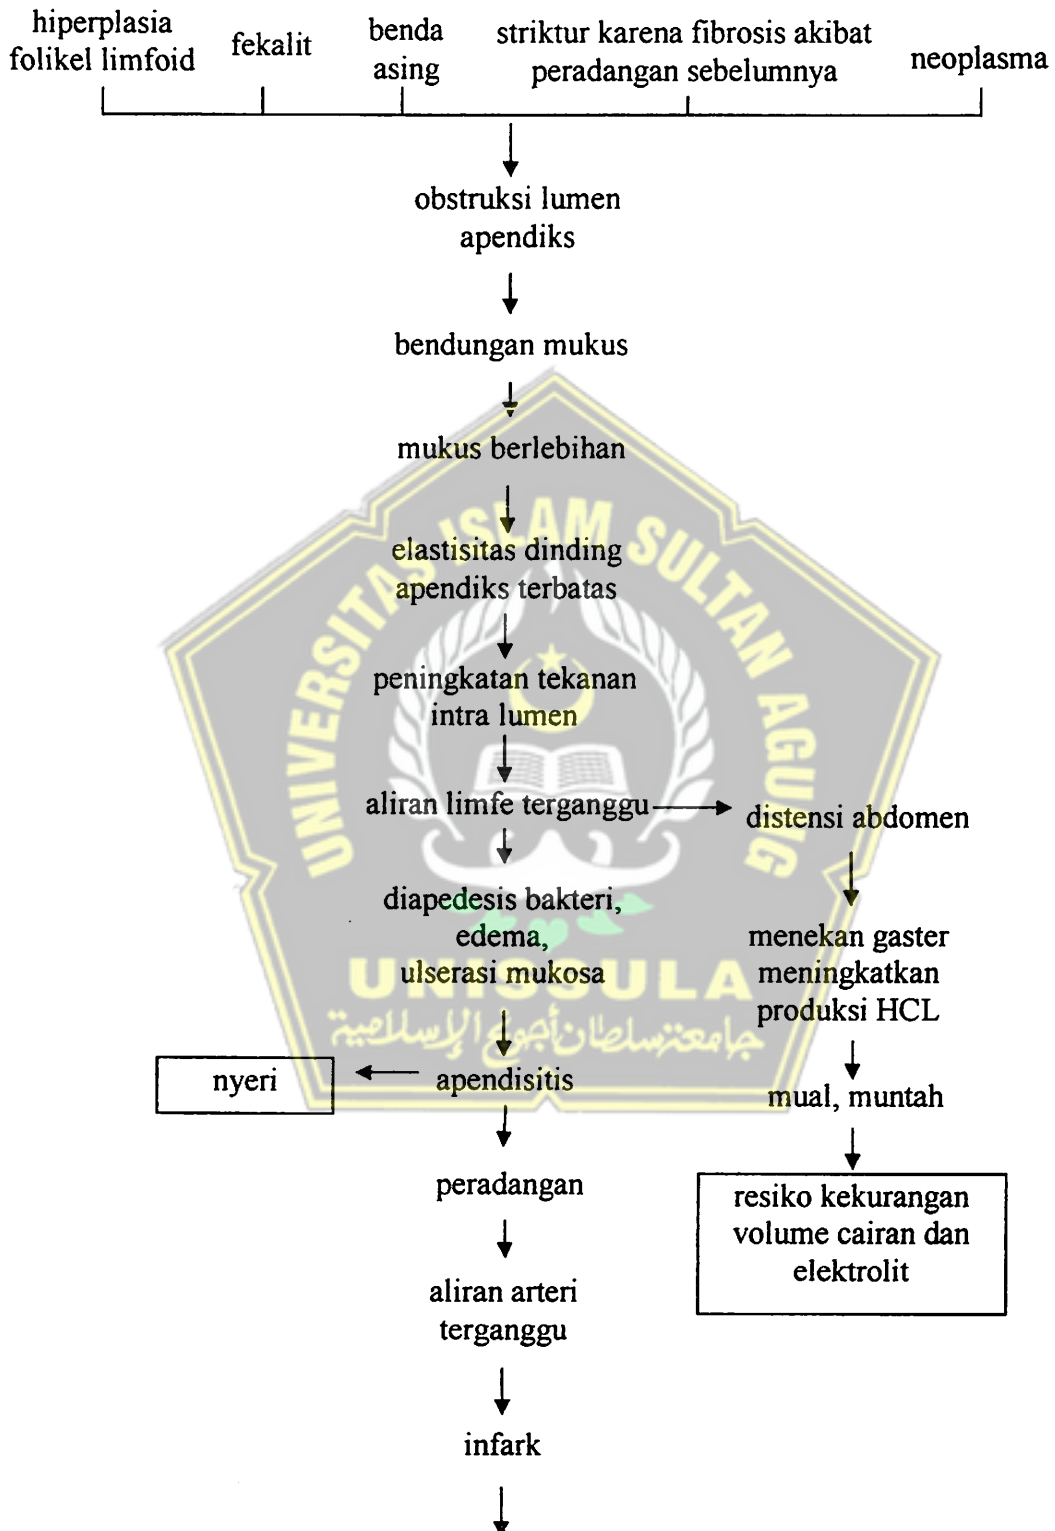 hiperplasia
folikel limfoid
fekalit
benda
asing
striktur karena fibrosis akibat
peradangan sebelumnya
neoplasma
obstruksi lumen
apendiks
bendungan mukus
mukus berlebihan
elastisitas dinding
apendiks terbatas
peningkatan tekanan
intra lumen
aliran limfe terganggu
distensi abdomen
diapedesis bakteri,
edema,
ulserasi mukosa
menekan gaster
meningkatkan
produksi HCL
nyeri
apendisitis
mual, muntah
peradangan
resiko kekurangan
volume cairan dan
elektrolit
aliran arteri
terganggu
infark
UNIVERSITAS ISLAM SULTAN AGUNG
UNISSULA
جامعتنسلطان أجونج الإسلامية